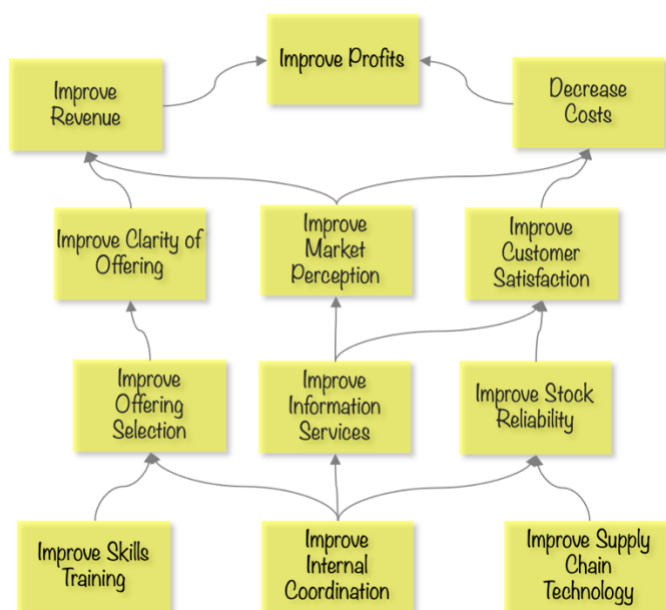 Improve Profits
Improve
Revenue
Decrease
Costs
Improve Clarity of
Offering
Improve
Market
Perception
Improve
Customer
Satisfaction
Improve
Offering
Selection
Improve
Information
Services
Improve Stock
Reliability
Improve Skills
Training
Improve
Internal
Coordination
Improve Supply
Chain
Technology